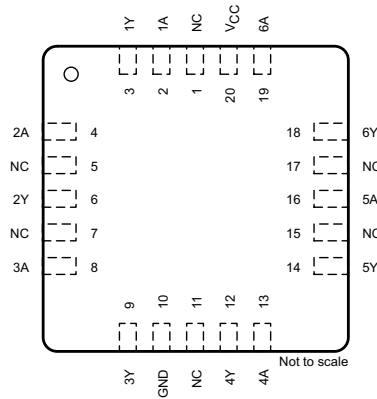 1Y 1A NC VCC 6A
3 2 1 20 19
2A 4 18 6Y
NC 5 17 NC
2Y 6 16 5A
NC 7 15 NC
3A 8 14 5Y
9 10 11 12 13
Not to scale
3Y GND NC 4Y 4A